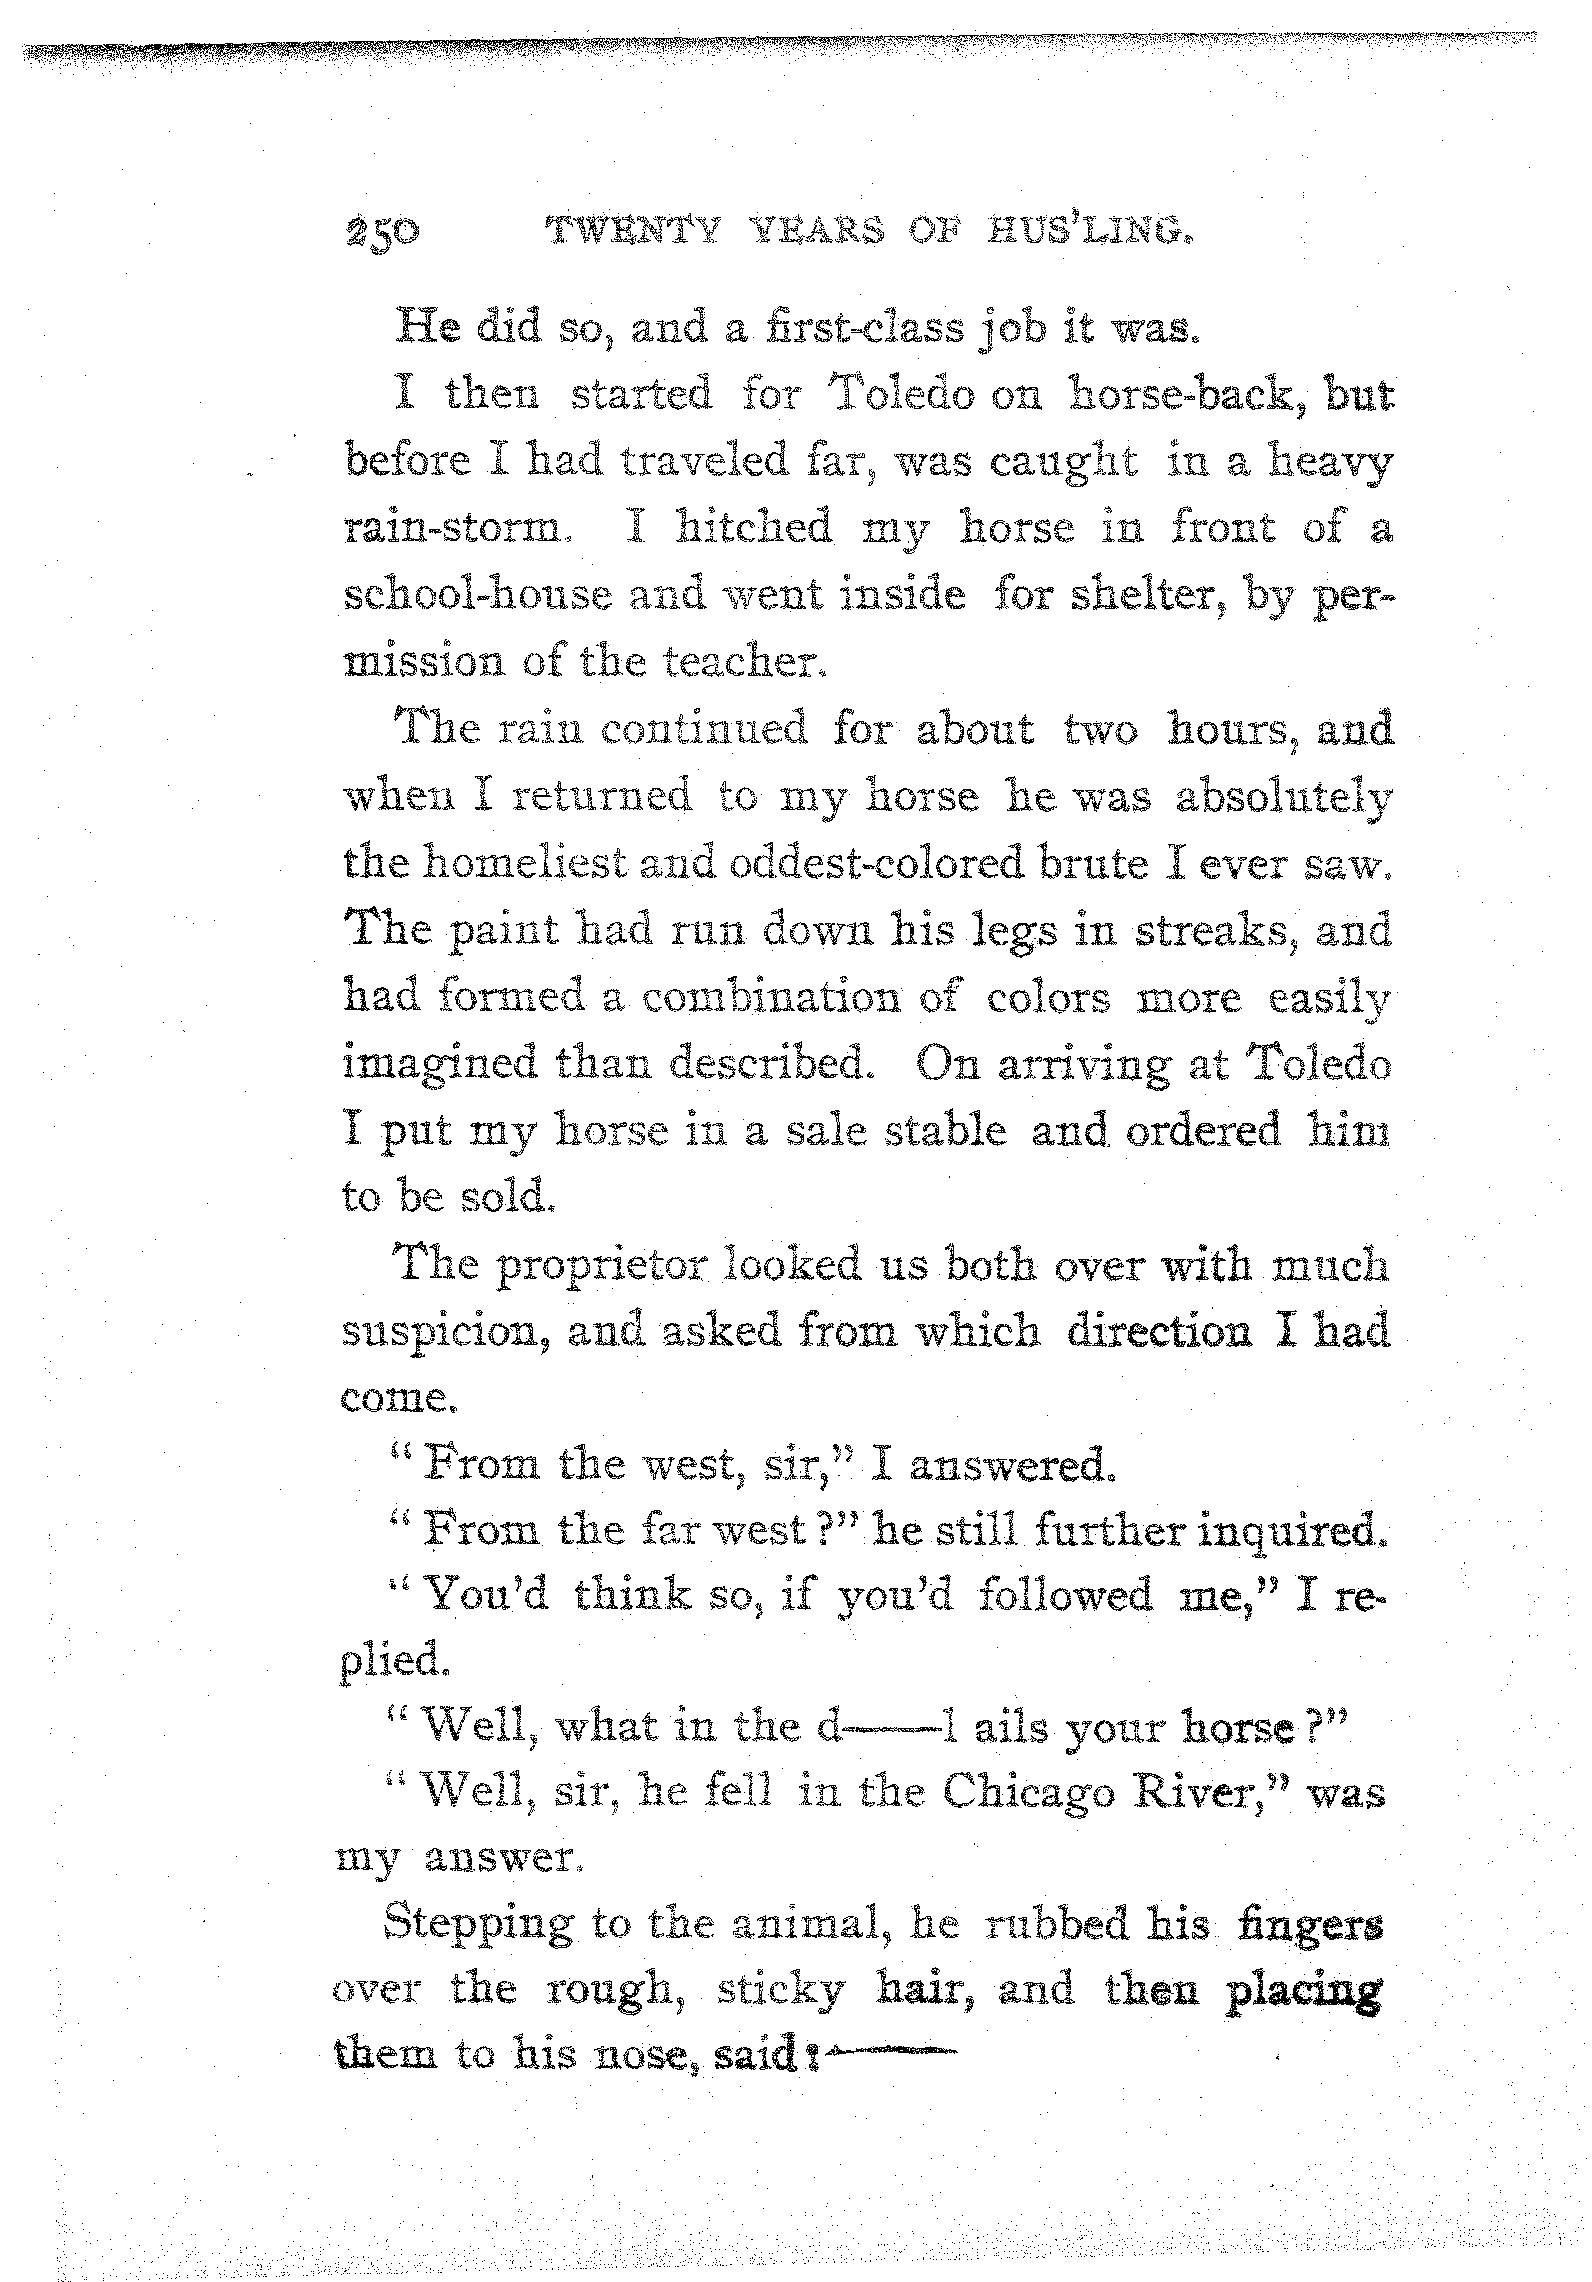 250 TWENTY YEARS OF HUS'LING.
He did so, and a first-class job it was.
I then started for Toledo on horse-back, but
before I had traveled far, was caught in a heavy
rain-storm. I hitched my horse in front of a
school-house and went inside for shelter, by per-
mission of the teacher.
The rain continued for about two hours, and
when I returned to my horse he was absolutely
the homeliest and oddest-colored brute I ever saw.
The paint had run down his legs in streaks, and
had formed a combination of colors more easily
imagined than described. On arriving at Toledo
I put my horse in a sale stable and ordered him
to be sold.
The proprietor looked us both over with much
suspicion, and asked from which direction I had
come.
“From the west, sir,” I answered.
“From the far west?” he still further inquired.
“You'd think so, if you'd followed me,” I re-
plied.
“Well, what in the d——l ails your horse?”
“Well, sir, he fell in the Chicago River,” was
my answer.
Stepping to the animal, he rubbed his fingers
over the rough, sticky hair, and then placing
them to his nose, said:—